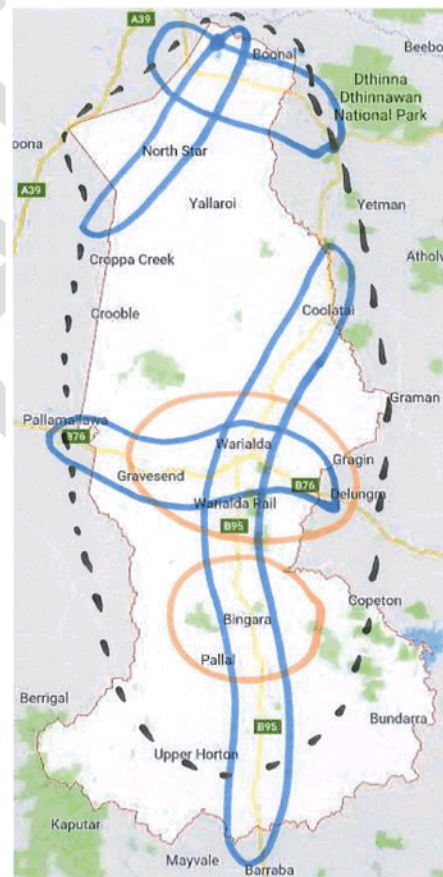 A39
Beebo
Boonal
Dthinna
Dthinnawan
National Park
oona
North Star
A39
Yallaroi
Yetman
Croppa Creek
Atholw
Coolatai
Crooble
Graman
Pallamallawa
B76
Warialda
Gragin
Gravesend
B76
Delungra
Warialda Rail
B95
Copeton
Bingara
Pallal
Berrigal
B95
Bundarra
Upper Horton
Kaputar
Mayvale
Barraba